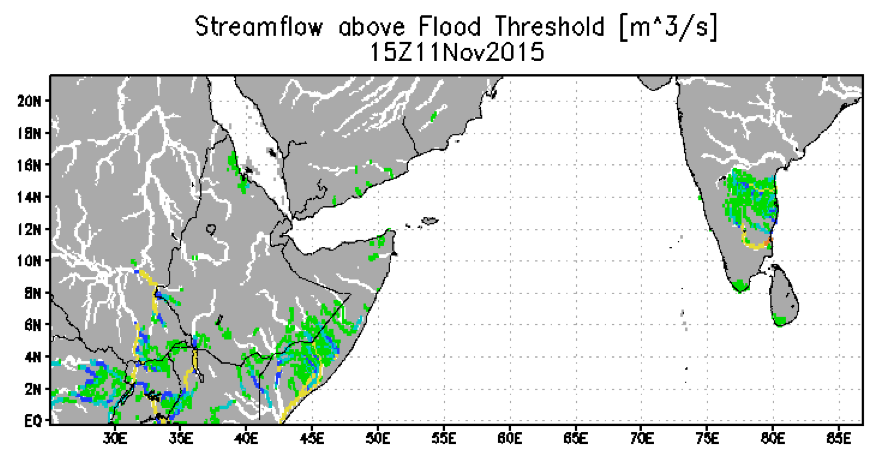 Streamflow above Flood Threshold [m^3/s]
15Z11Nov2015
20N
18N
16N
14N
12N
10N
8N
6N
4N
2N
EQ
30E 35E 40E 45E 50E 55E 60E 65E 70E 75E 80E 85E